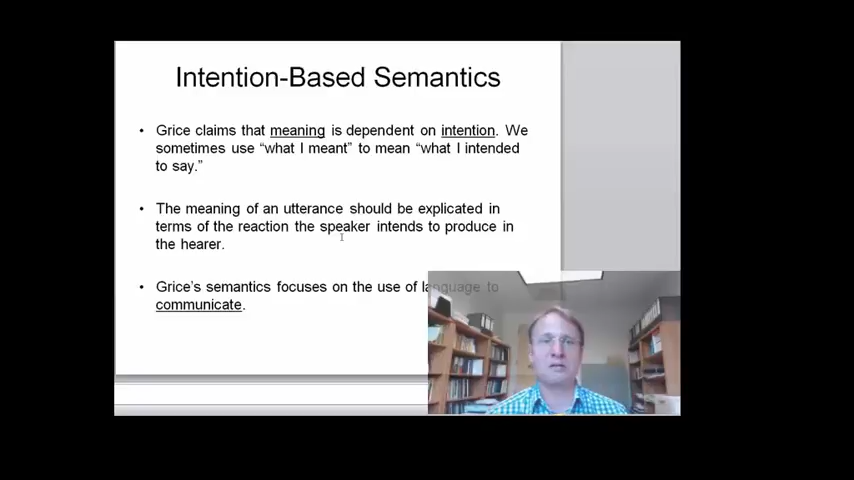 Intention-Based Semantics
• Grice claims that meaning is dependent on intention. We
sometimes use “what I meant” to mean “what I intended
to say.”
• The meaning of an utterance should be explicated in
terms of the reaction the speaker intends to produce in
the hearer.
• Grice’s semantics focuses on the use of language to
communicate.